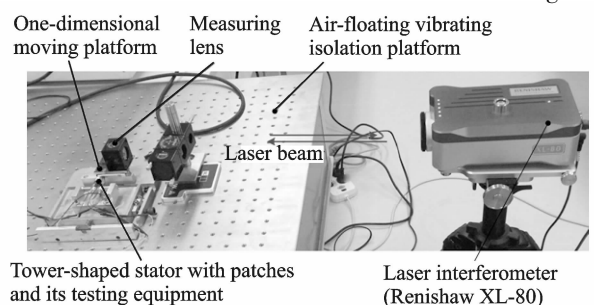 One-dimensional
moving platform
Measuring
lens
Air-floating vibrating
isolation platform
Laser beam
Tower-shaped stator with patches
and its testing equipment
Laser interferometer
(Renishaw XL-80)